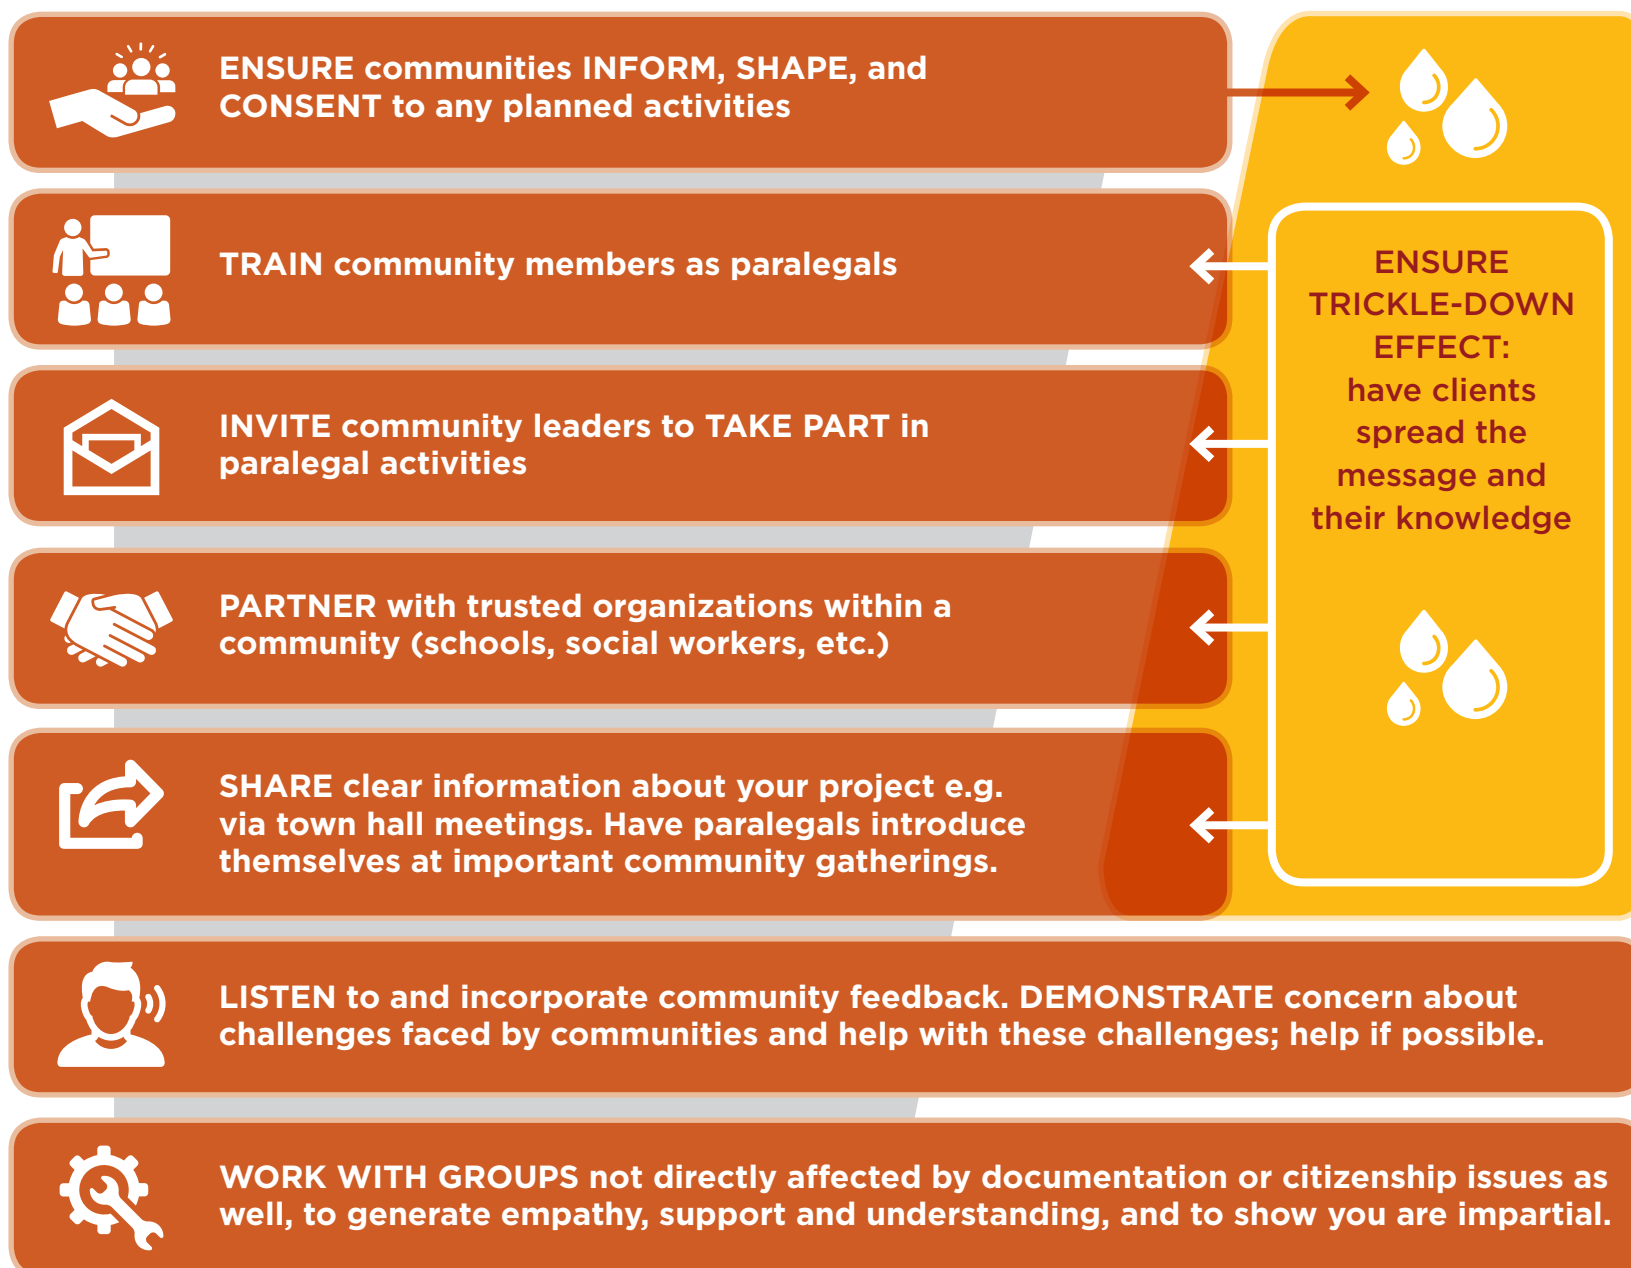 ENSURE communities INFORM, SHAPE, and
CONSENT to any planned activities
TRAIN community members as paralegals
INVITE community leaders to TAKE PART in
paralegal activities
PARTNER with trusted organizations within a
community (schools, social workers, etc.)
SHARE clear information about your project e.g.
via town hall meetings. Have paralegals introduce
themselves at important community gatherings.
ENSURE
TRICKLE-DOWN
EFFECT:
have clients
spread the
message and
their knowledge
LISTEN to and incorporate community feedback. DEMONSTRATE concern about
challenges faced by communities and help with these challenges; help if possible.
WORK WITH GROUPS not directly affected by documentation or citizenship issues as
well, to generate empathy, support and understanding, and to show you are impartial.